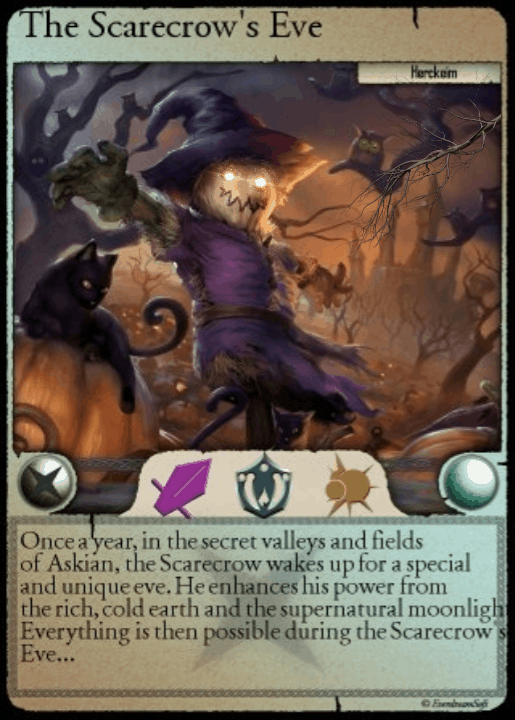 The Scarecrow's Eve
Herckeim
Once a year, in the secret valleys and fields
of Askian, the Scarecrow wakes up for a special
and unique eve. He enhances his power from
the rich, cold earth and the supernatural moonligh
Everything is then possible during the Scarecrow's
Eve...
© EverdreamSoft